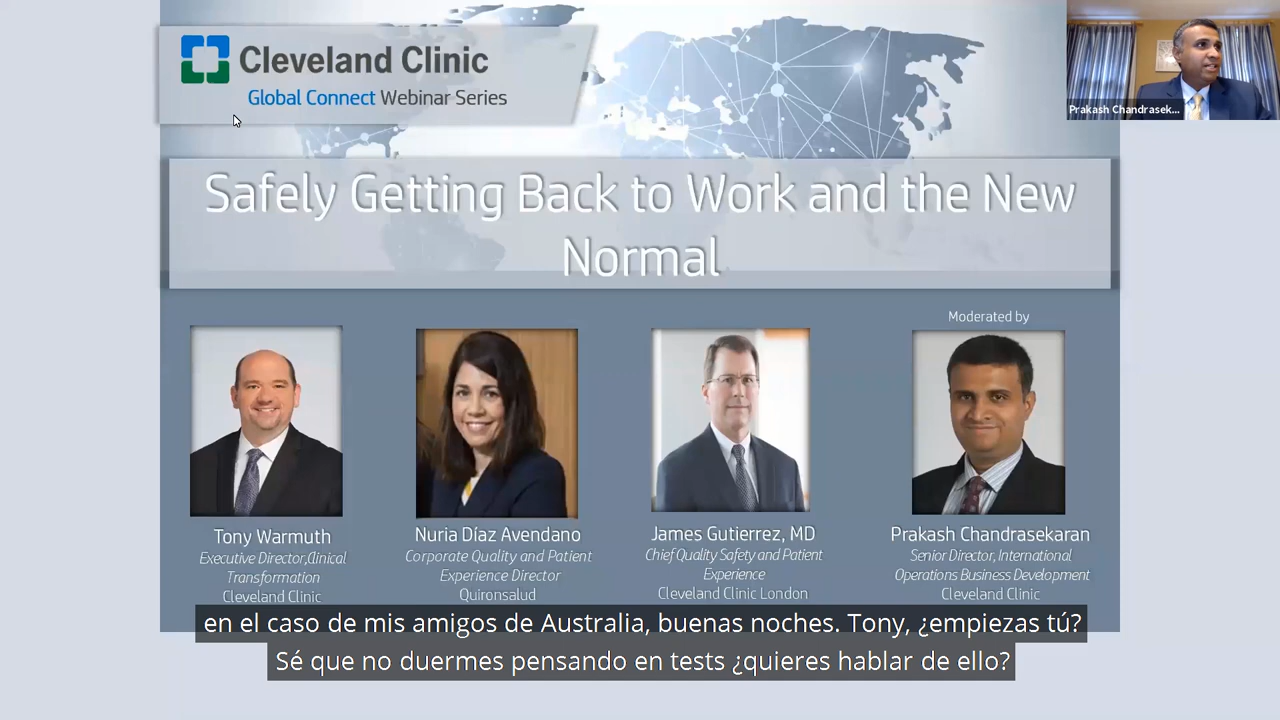 Cleveland Clinic
Global Connect Webinar Series
Prakash Chandrasek...
Safely Getting Back to Work and the New
Normal
Moderated by
Tony Warmuth
Executive Director,Clinical
Transformation
Cleveland Clinic
Nuria Díaz Avendano
Corporate Quality and Patient
Experience Director
Quironsalud
James Gutierrez, MD
Chief Quality Safety and Patient
Experience
Cleveland Clinic London
Prakash Chandrasekaran
Senior Director, International
Operations Business Development
Cleveland Clinic
en el caso de mis amigos de Australia, buenas noches. Tony, ¿empiezas tú?
Sé que no duermes pensando en tests ¿quieres hablar de ello?